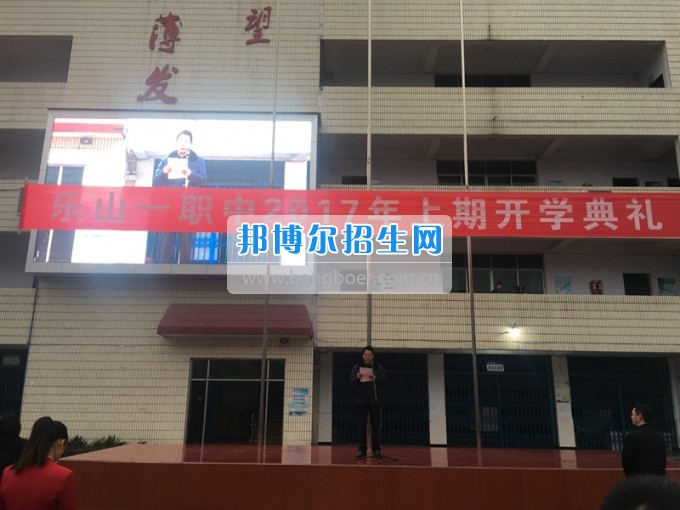 望
薄
发
乐山一职中2017年上期开学典礼
邦博尔招生网
www.bangboer.com.cn